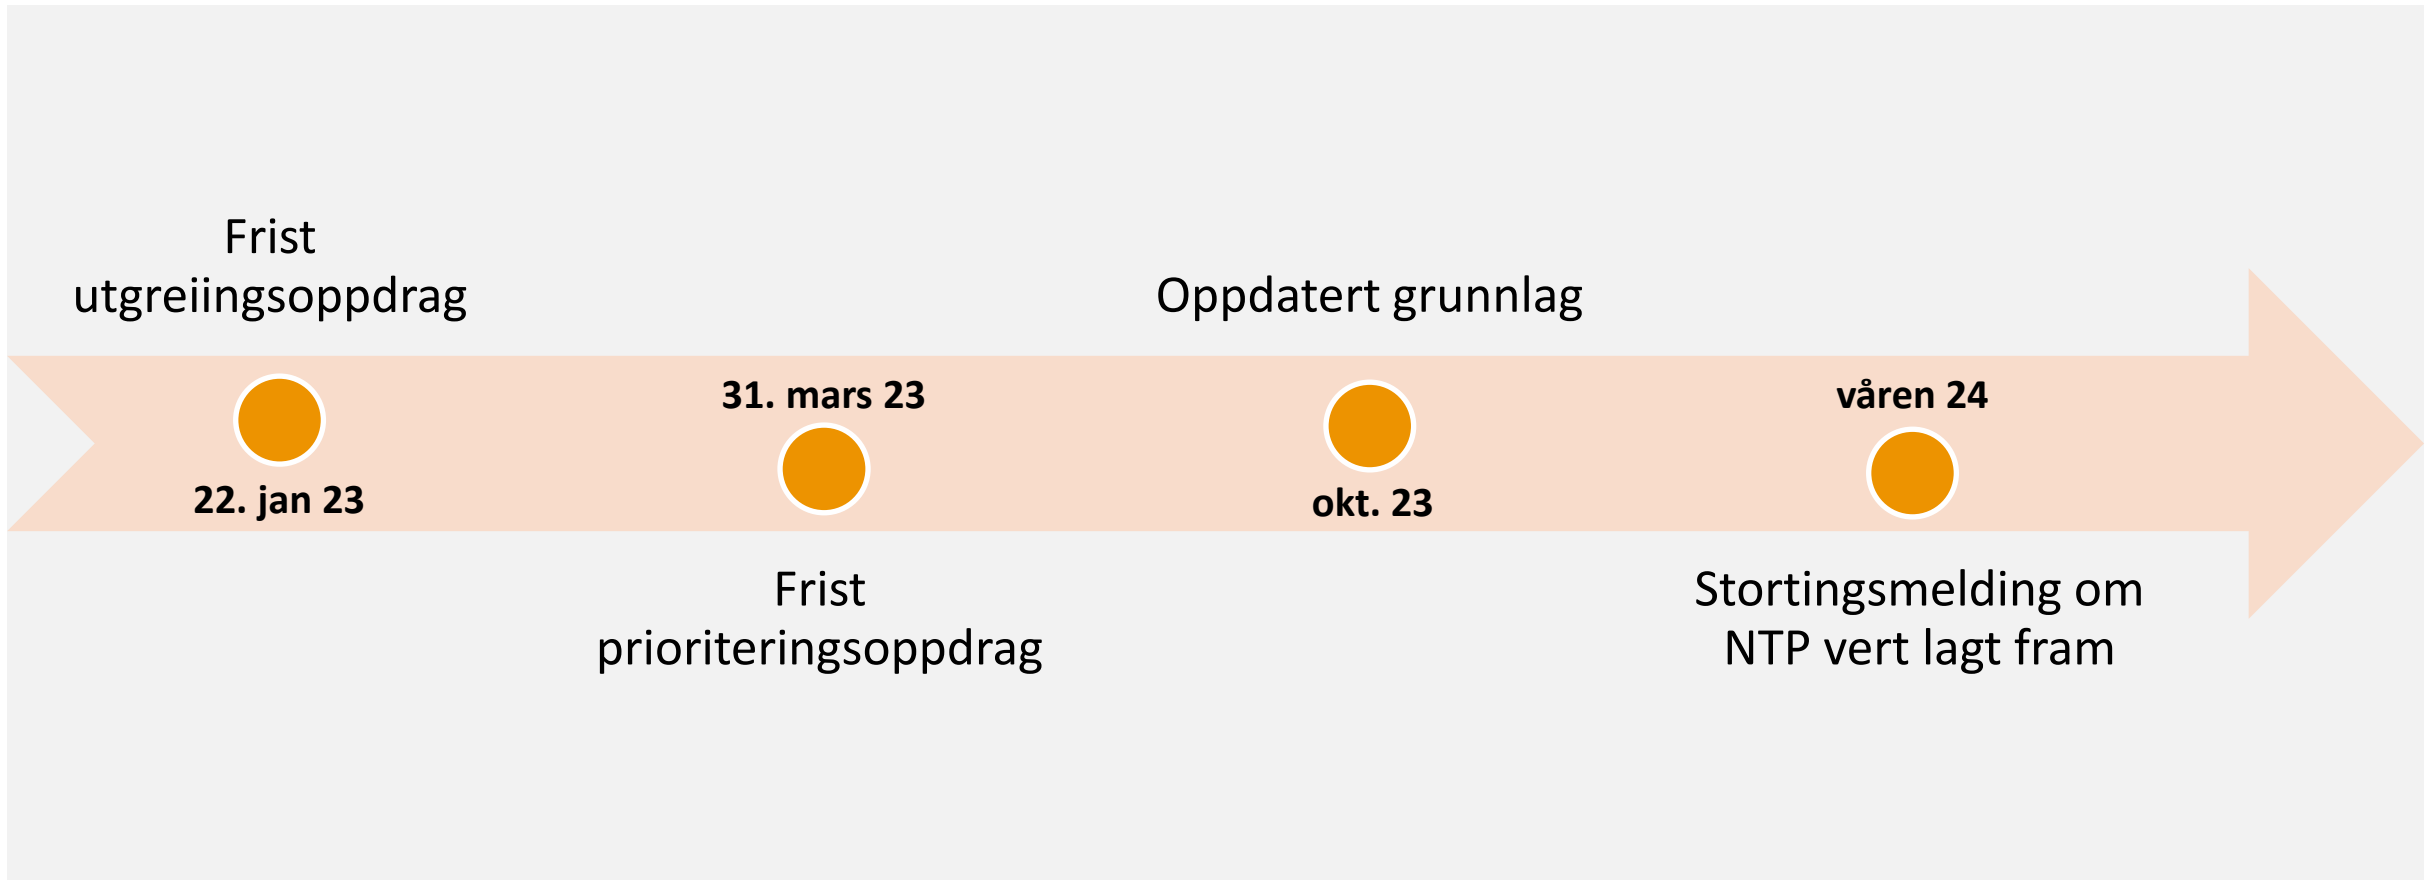 Frist
utgreiingsoppdrag
22. jan 23
31. mars 23
Frist
prioriteringsoppdrag
Oppdatert grunnlag
okt. 23
våren 24
Stortingsmelding om
NTP vert lagt fram